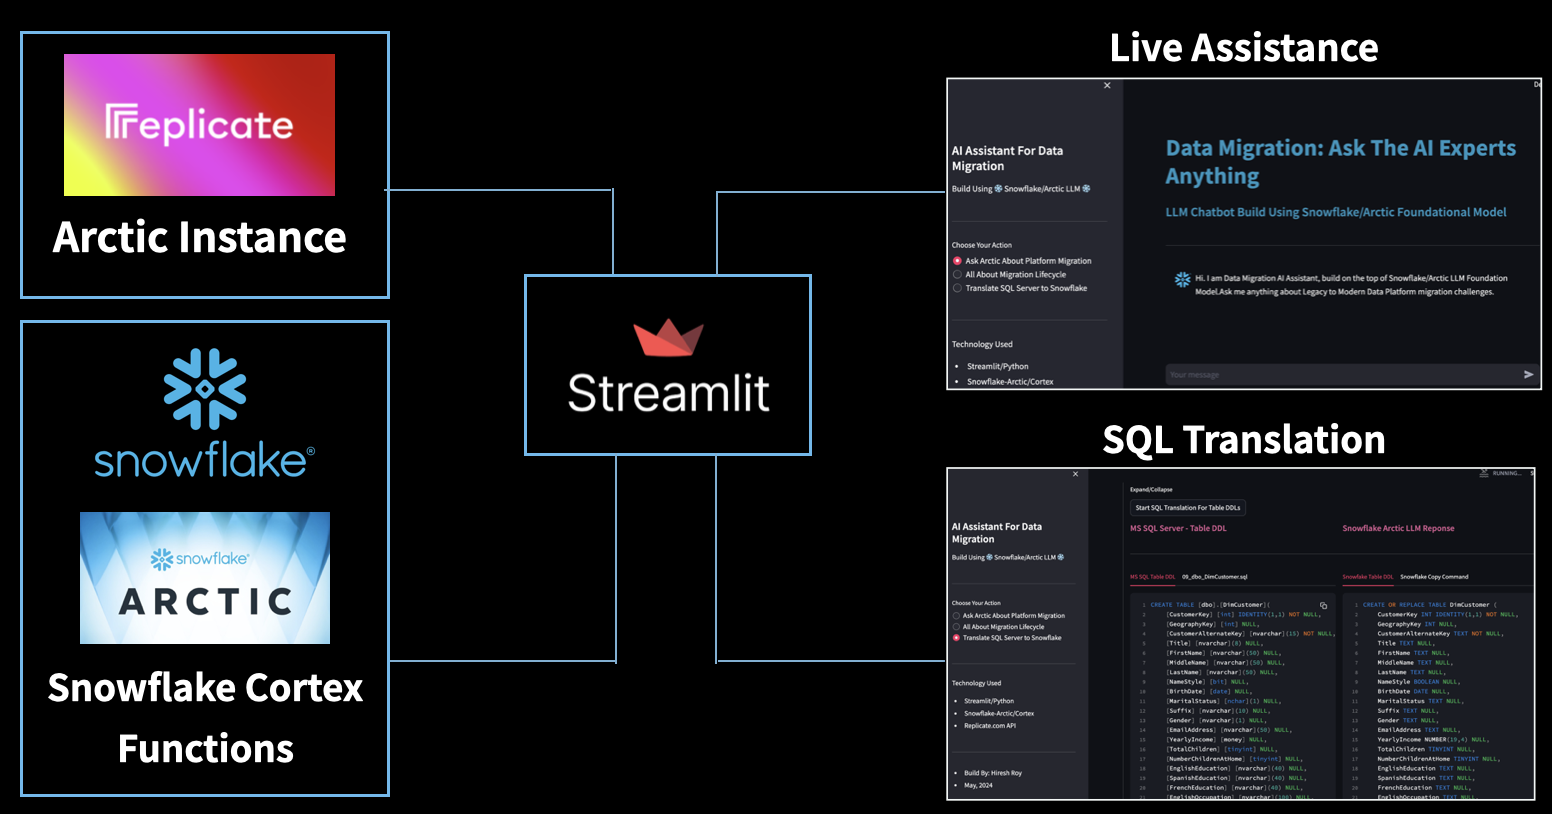 replicate
Arctic Instance
snowflake®
snowflake®
ARCTIC
Snowflake Cortex
Functions
Streamlit
Live Assistance
De
AI Assistant For Data
Migration
Build Using Snowflake/Arctic LLM
Choose Your Action
Ask Arctic About Platform Migration
All About Migration Lifecycle
Translate SQL Server to Snowflake
Technology Used
Streamlit/Python
Snowflake-Arctic/Cortex
Data Migration: Ask The AI Experts
Anything
LLM Chatbot Build Using Snowflake/Arctic Foundational Model
Hi. I am Data Migration AI Assistant, build on the top of Snowflake/Arctic LLM Foundation
Model.Ask me anything about Legacy to Modern Data Platform migration challenges.
Your message
SQL Translation
RUNNING... S
AI Assistant For Data
Migration
Build Using Snowflake/Arctic LLM
Choose Your Action
Ask Arctic About Platform Migration
All About Migration Lifecycle
Translate SQL Server to Snowflake
Technology Used
Streamlit/Python
Snowflake-Arctic/Cortex
Replicate.com API
Build By: Hiresh Roy
May, 2024
Expand/Collapse
Start SQL Translation For Table DDLs
MS SQL Server - Table DDL
MS SQL Table DDL 09_dbo_DimCustomer.sql
1 CREATE TABLE [dbo].[DimCustomer](
2 [CustomerKey] [int] IDENTITY(1,1) NOT NULL,
3 [GeographyKey] [int] NULL,
4 [CustomerAlternateKey] [nvarchar](15) NOT NULL,
5 [Title] [nvarchar](8) NULL,
6 [FirstName] [nvarchar](50) NULL,
7 [MiddleName] [nvarchar](50) NULL,
8 [LastName] [nvarchar](50) NULL,
9 [NameStyle] [bit] NULL,
10 [BirthDate] [date] NULL,
11 [MaritalStatus] [nchar](1) NULL,
12 [Suffix] [nvarchar](10) NULL,
13 [Gender] [nvarchar](1) NULL,
14 [EmailAddress] [nvarchar](50) NULL,
15 [YearlyIncome] [money] NULL,
16 [TotalChildren] [tinyint] NULL,
17 [NumberChildrenAtHome] [tinyint] NULL,
18 [EnglishEducation] [nvarchar](40) NULL,
19 [SpanishEducation] [nvarchar](40) NULL,
20 [FrenchEducation] [nvarchar](40) NULL,
21 [EnglishOccupation] [nvarchar](100) NULL,
Snowflake Arctic LLM Reponse
Snowflake Table DDL Snowflake Copy Command
1 CREATE OR REPLACE TABLE DimCustomer (
2 CustomerKey INT IDENTITY(1,1) NOT NULL,
3 GeographyKey INT NULL,
4 CustomerAlternateKey TEXT NOT NULL,
5 Title TEXT NULL,
6 FirstName TEXT NULL,
7 MiddleName TEXT NULL,
8 LastName TEXT NULL,
9 NameStyle BOOLEAN NULL,
10 BirthDate DATE NULL,
11 MaritalStatus TEXT NULL,
12 Suffix TEXT NULL,
13 Gender TEXT NULL,
14 EmailAddress TEXT NULL,
15 YearlyIncome NUMBER(19,4) NULL,
16 TotalChildren TINYINT NULL,
17 NumberChildrenAtHome TINYINT NULL,
18 EnglishEducation TEXT NULL,
19 SpanishEducation TEXT NULL,
20 FrenchEducation TEXT NULL,
21 EnglishOccupation TEXT NULL,